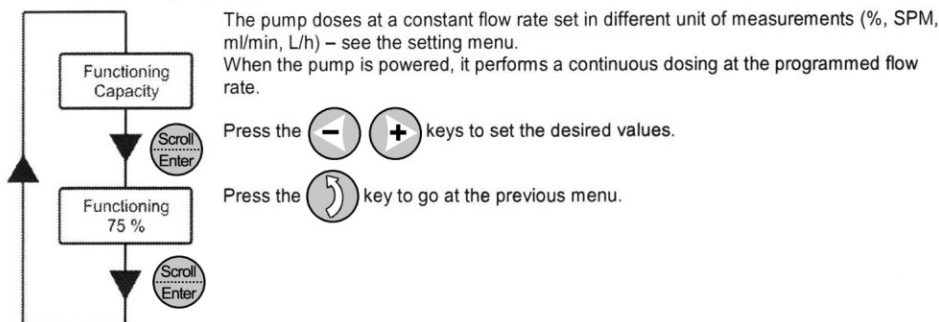 The pump doses at a constant flow rate set in different unit of measurements (%, SPM,
ml/min, L/h) – see the setting menu.
When the pump is powered, it performs a continuous dosing at the programmed flow
rate.
Press the - + keys to set the desired values.
Press the key to go at the previous menu.
Functioning
Capacity
Scroll
Enter
Functioning
75 %
Scroll
Enter